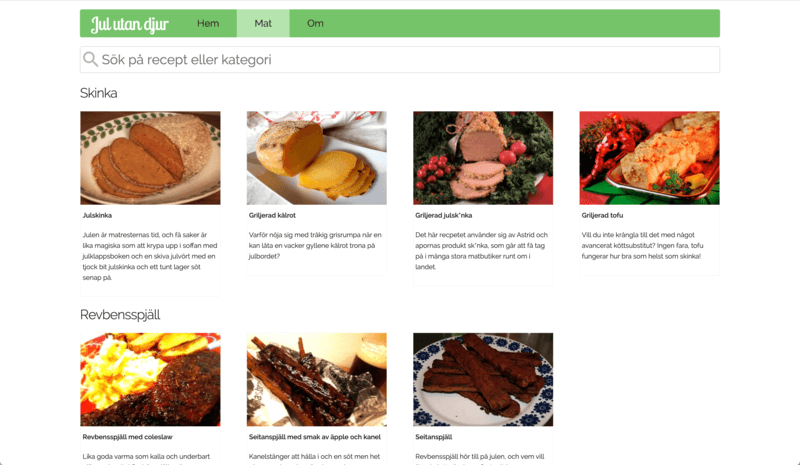 Jul utan djur Hem Mat Om
Sök på recept eller kategori
Skinka
Julskinka
Julen är matresternas tid, och få saker är
lika magiska som att krypa upp i soffan med
julklappsboken och en skiva julvört med en
tjock bit julskinka och ett tunt lager söt
senap på.
Griljerad kålrot
Varför nöja sig med tråkig grisrumpa när en
kan låta en vacker gyllene kålrot trona på
julbordet?
Griljerad julsk*nka
Det här recpetet använder sig av Astrid och
apornas produkt sk*nka, som går att få tag
på i många stora matbutiker runt om i
landet.
Griljerad tofu
Vill du inte krångla till det med något
avancerat köttsubstitut? Ingen fara, tofu
fungerar hur bra som helst som skinka!
Revbensspjäll
Revbensspjäll med coleslaw
Lika goda varma som kalla och underbart
Seitanspjäll med smak av äpple och kanel
Kanelstänger att hålla i och en söt men het
Seitanspjäll
Revbensspjäll hör till på julen, och vem vill